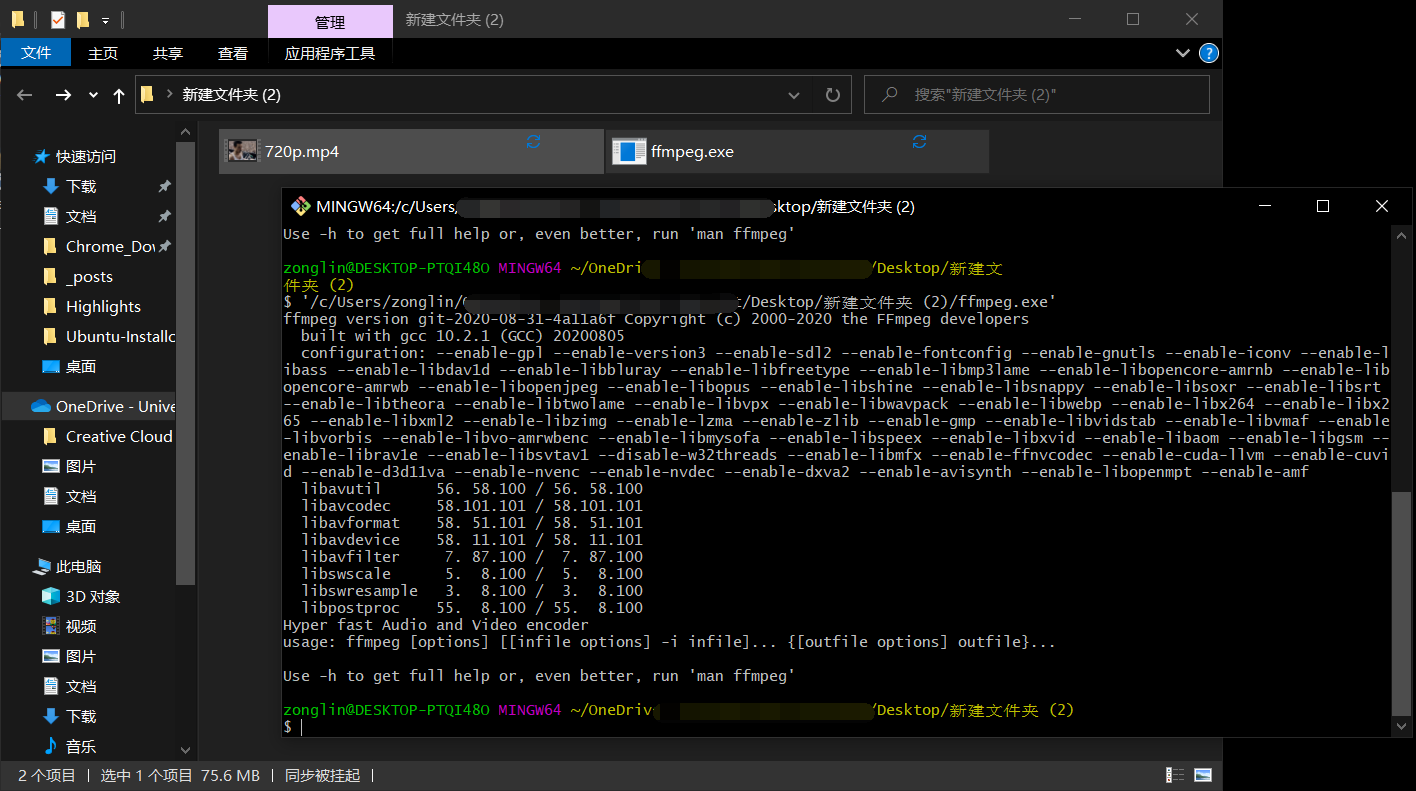 管理
新建文件夹 (2)
文件
主页
共享
查看
应用程序工具
新建文件夹 (2)
搜索"新建文件夹 (2)"
快速访问
下载
文档
Chrome_Dov
_posts
Highlights
Ubuntu-Installc
桌面
OneDrive - Unive
Creative Cloud
图片
文档
桌面
此电脑
3D 对象
视频
图片
文档
下载
音乐
720p.mp4
ffmpeg.exe
MINGW64:/c/Users/ sktop/新建文件夹 (2)
Use -h to get full help or, even better, run 'man ffmpeg'
zonglin@DESKTOP-PTQI48O MINGW64 ~/OneDri /Desktop/新建文
件夹 (2)
$ '/c/Users/zonglin/ t/Desktop/新建文件夹 (2)/ffmpeg.exe'
ffmpeg version git-2020-08-31-4a11a6f Copyright (c) 2000-2020 the FFmpeg developers
built with gcc 10.2.1 (GCC) 20200805
configuration: --enable-gpl --enable-version3 --enable-sdl2 --enable-fontconfig --enable-gnutls --enable-iconv --enable-l
ibass --enable-libdav1d --enable-libbluray --enable-libfreetype --enable-libmp3lame --enable-libopencore-amrnb --enable-lib
opencore-amrwb --enable-libopenjpeg --enable-libopus --enable-libshine --enable-libsnappy --enable-libsoxr --enable-libsrt
--enable-libtheora --enable-libtwolame --enable-libvpx --enable-libwavpack --enable-libwebp --enable-libx264 --enable-libx2
65 --enable-libxml2 --enable-libzimg --enable-lzma --enable-zlib --enable-gmp --enable-libvidstab --enable-libvmaf --enable
-libvorbis --enable-libvo-amrwbenc --enable-libmysofa --enable-libspeex --enable-libxvid --enable-libaom --enable-libgsm --
enable-librav1e --enable-libsvtav1 --disable-w32threads --enable-libmfx --enable-ffnvcodec --enable-cuda-llvm --enable-cuvi
d --enable-d3d11va --enable-nvenc --enable-nvdec --enable-dxva2 --enable-avisynth --enable-libopenmpt --enable-amf
libavutil 56. 58.100 / 56. 58.100
libavcodec 58.101.101 / 58.101.101
libavformat 58. 51.101 / 58. 51.101
libavdevice 58. 11.101 / 58. 11.101
libavfilter 7. 87.100 / 7. 87.100
libswscale 5. 8.100 / 5. 8.100
libswresample 3. 8.100 / 3. 8.100
libpostproc 55. 8.100 / 55. 8.100
Hyper fast Audio and Video encoder
usage: ffmpeg [options] [[infile options] -i infile]... {[outfile options] outfile}...
Use -h to get full help or, even better, run 'man ffmpeg'
zonglin@DESKTOP-PTQI48O MINGW64 ~/OneDriv /Desktop/新建文件夹 (2)
$
2 个项目
选中 1 个项目 75.6 MB
同步被挂起